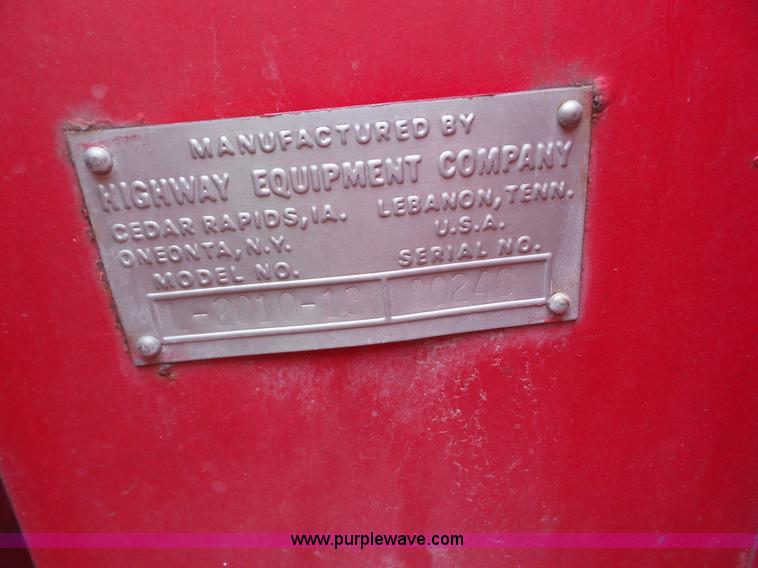 MANUFACTURED BY
HIGHWAY EQUIPMENT COMPANY
CEDAR RAPIDS, IA. LEBANON, TENN.
ONEONTA, N.Y. U.S.A.
MODEL NO. SERIAL NO.
www.purplewave.com